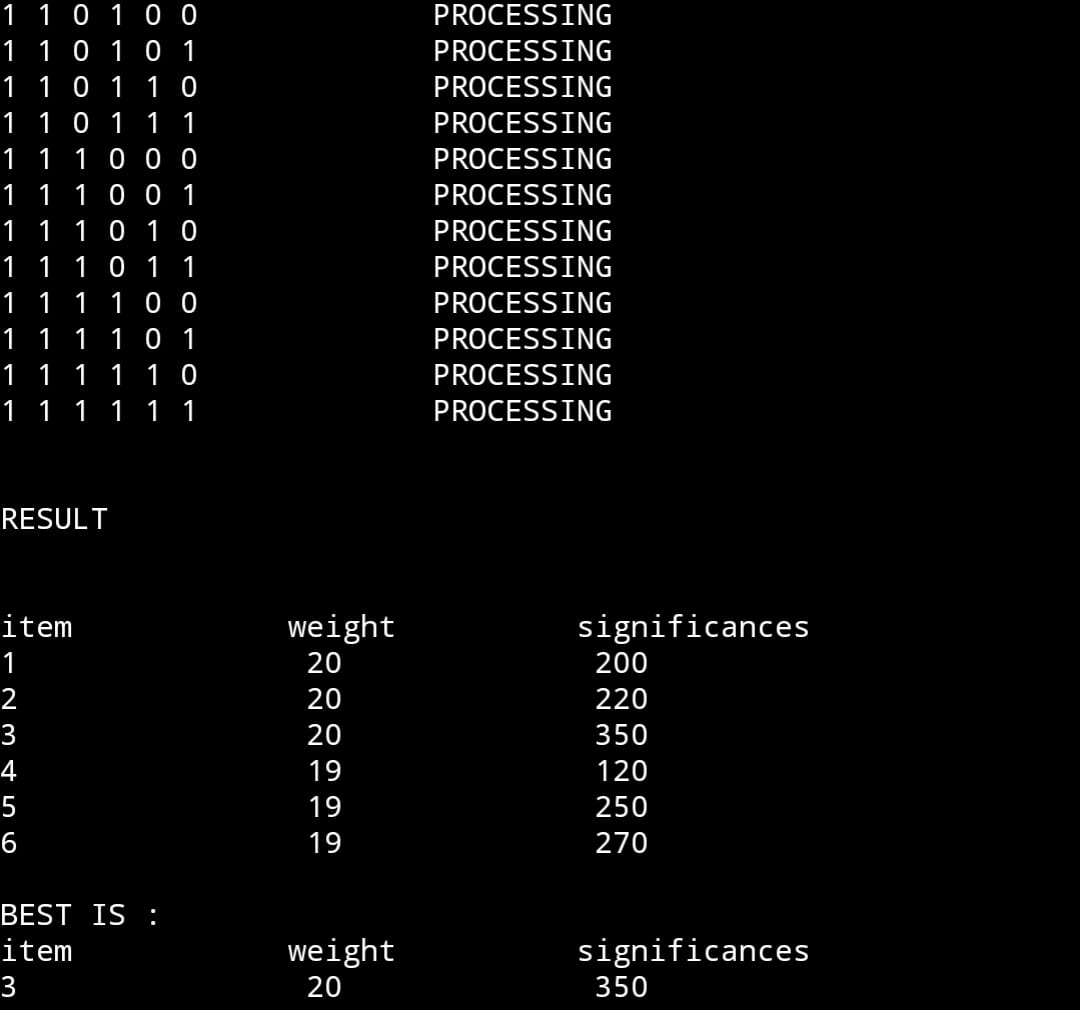 1 1 0 1 0 0 PROCESSING
1 1 0 1 0 1 PROCESSING
1 1 0 1 1 0 PROCESSING
1 1 0 1 1 1 PROCESSING
1 1 1 0 0 0 PROCESSING
1 1 1 0 0 1 PROCESSING
1 1 1 0 1 0 PROCESSING
1 1 1 0 1 1 PROCESSING
1 1 1 1 0 0 PROCESSING
1 1 1 1 0 1 PROCESSING
1 1 1 1 1 0 PROCESSING
1 1 1 1 1 1 PROCESSING
RESULT
item weight significances
1 20 200
2 20 220
3 20 350
4 19 120
5 19 250
6 19 270
BEST IS :
item weight significances
3 20 350